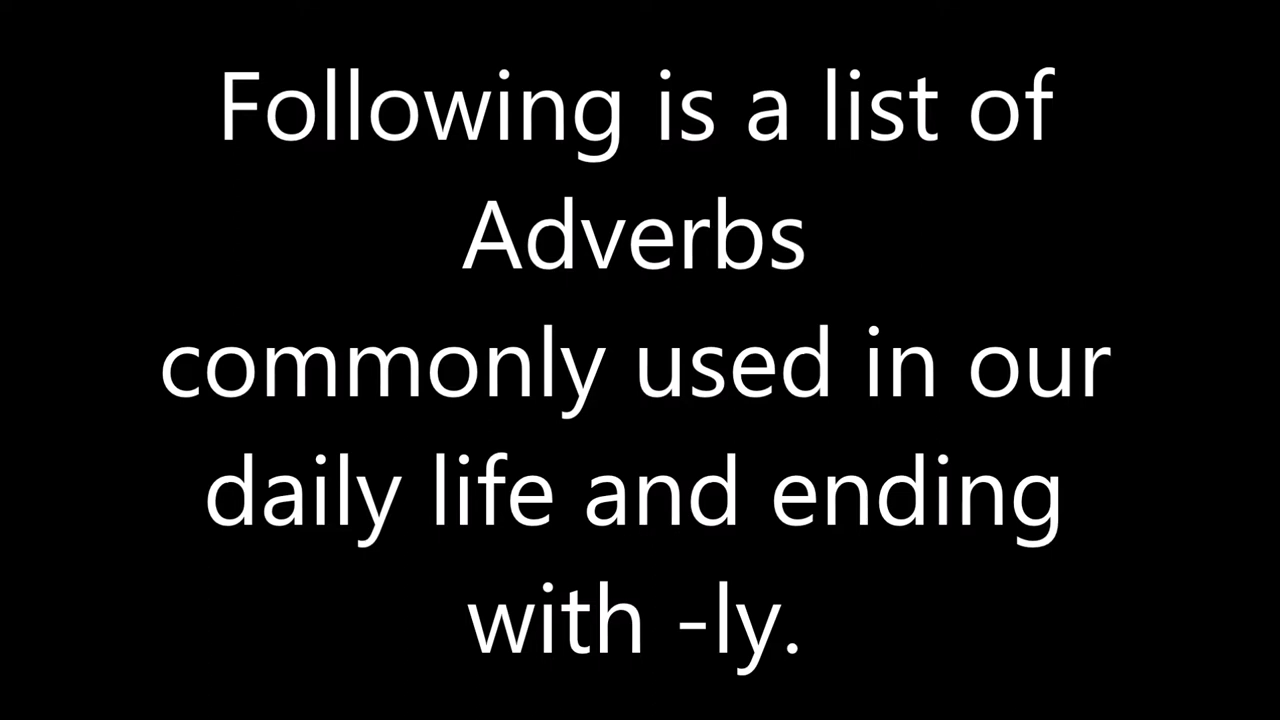 Following is a list of
Adverbs
commonly used in our
daily life and ending
with -ly.